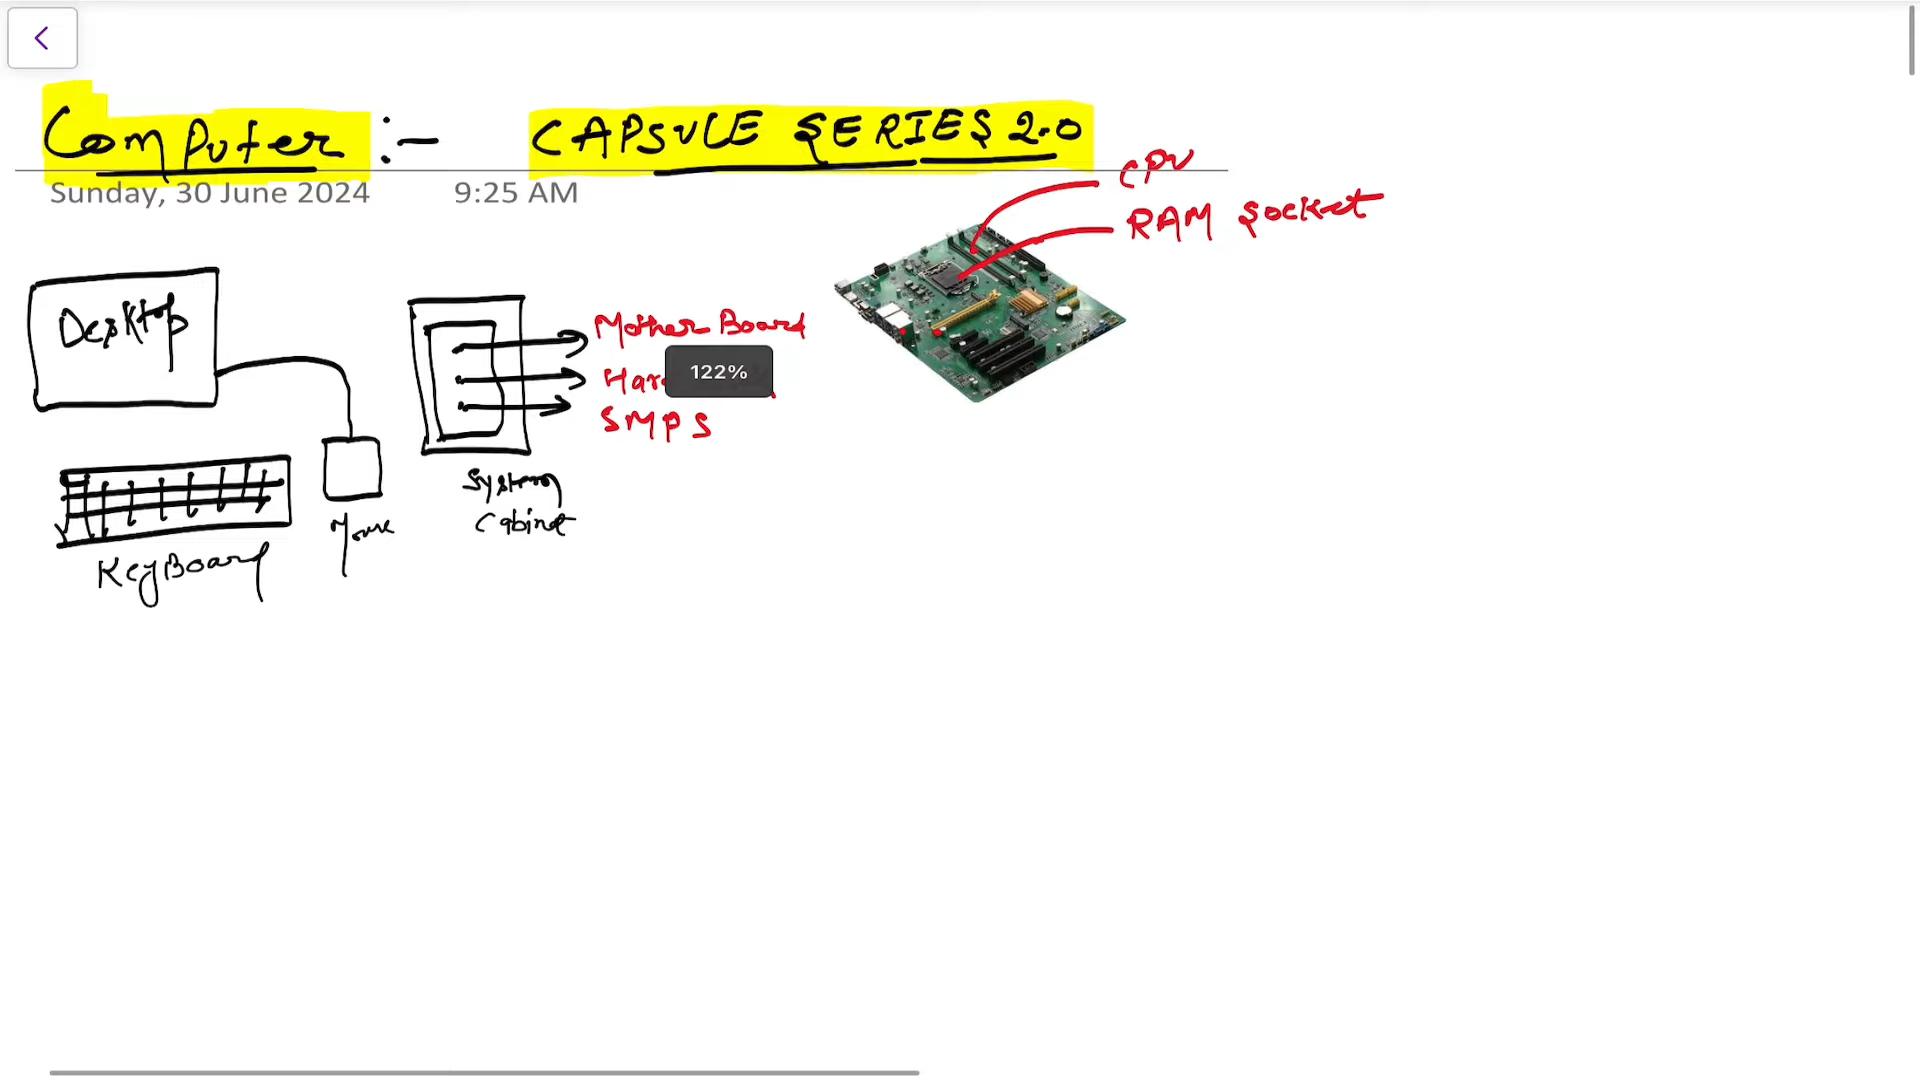 Computer :- CAPSULE SERIES 2.0
Sunday, 30 June 2024 9:25 AM
CPU
RAM Socket
Desktop
Mother Board
122%
SMPS
System
Cabinet
Mouse
KeyBoard